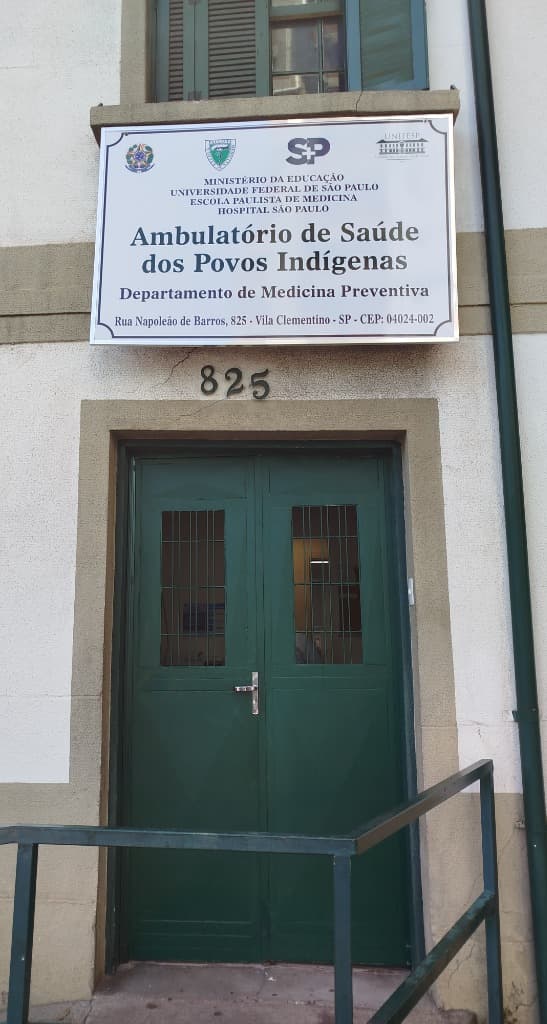 SP
UNIFESP
MINISTÉRIO DA EDUCAÇÃO
UNIVERSIDADE FEDERAL DE SÃO PAULO
ESCOLA PAULISTA DE MEDICINA
HOSPITAL SÃO PAULO
Ambulatório de Saúde
dos Povos Indígenas
Departamento de Medicina Preventiva
Rua Napoleão de Barros, 825 - Vila Clementino - SP - CEP: 04024-002
825